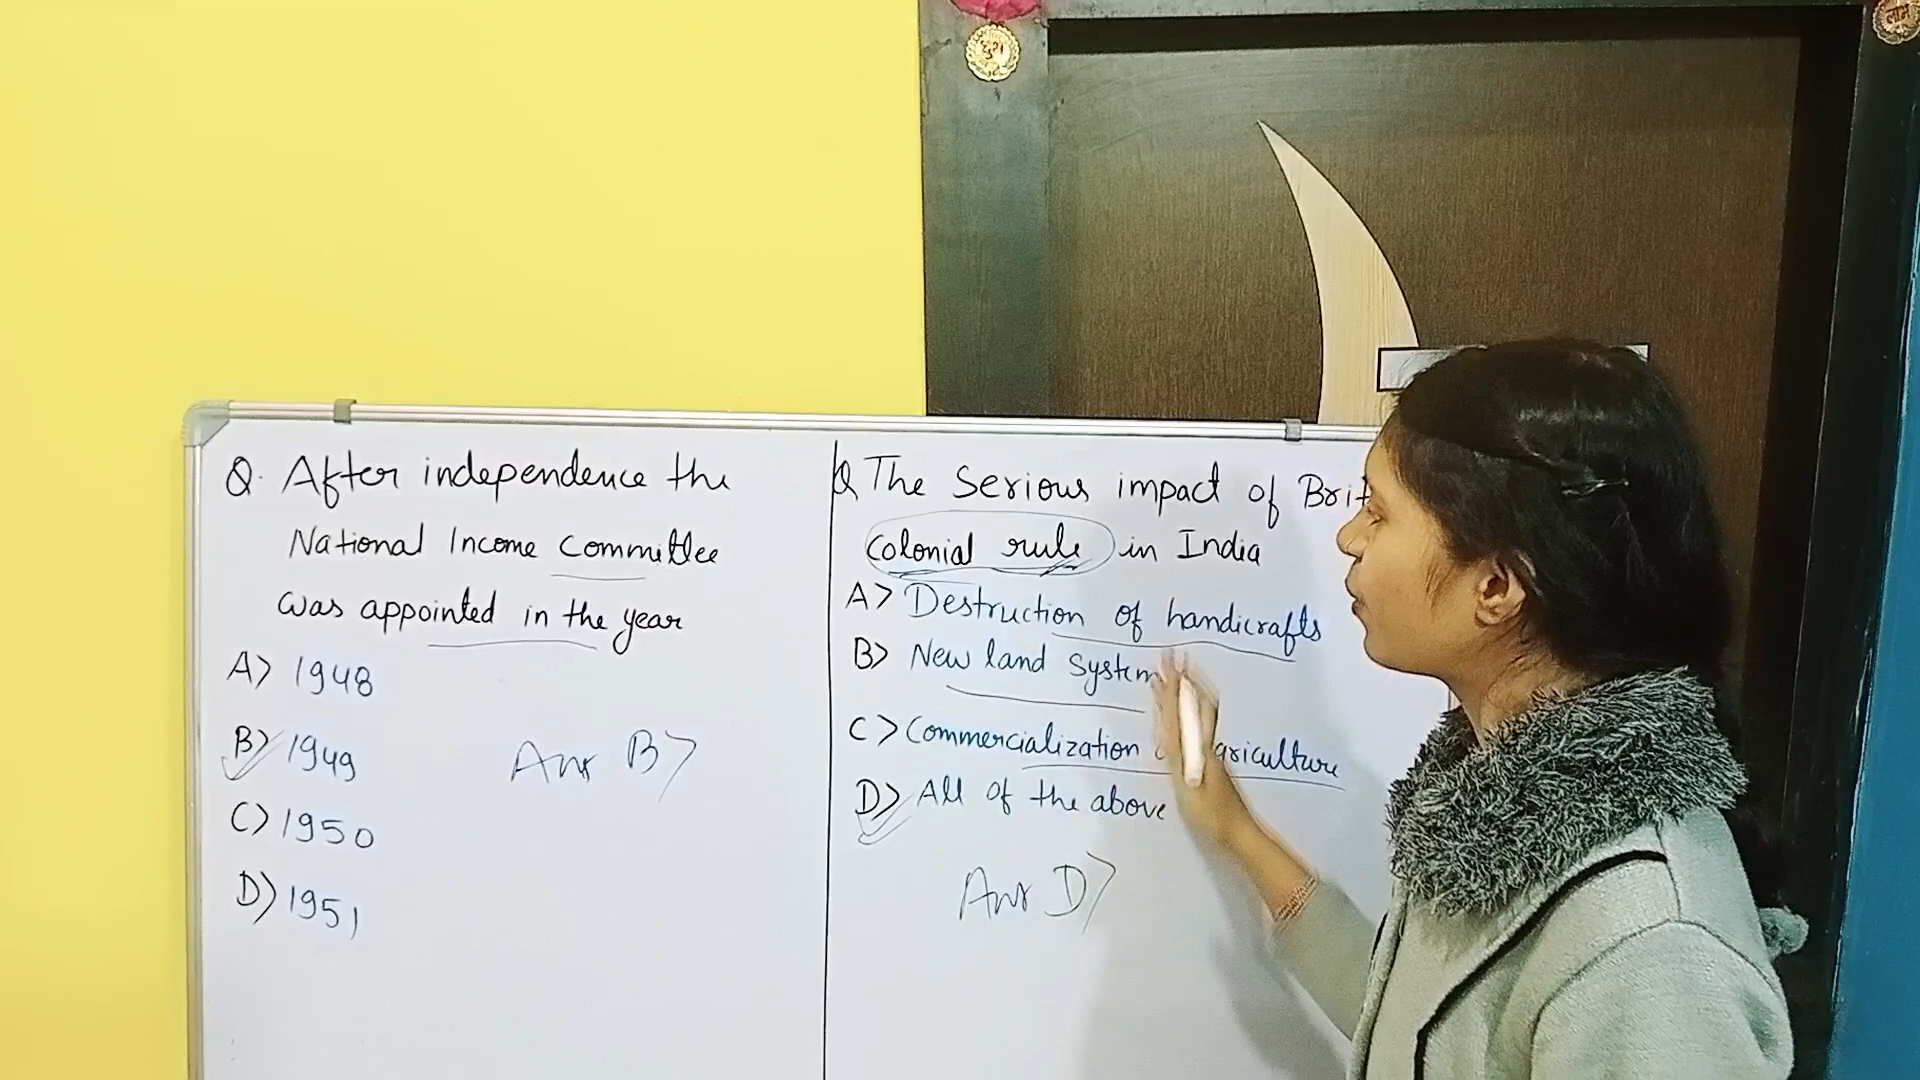 शुभ
लाभ
Q. After independence the
National Income Committee
was appointed in the year
A> 1948
B> 1949
C> 1950
D> 1951
Ans B>
Q The serious impact of Brit
colonial rule in India
A> Destruction of handicrafts
B> New land system
C> Commercialization agriculture
D> All of the above
Ans D>